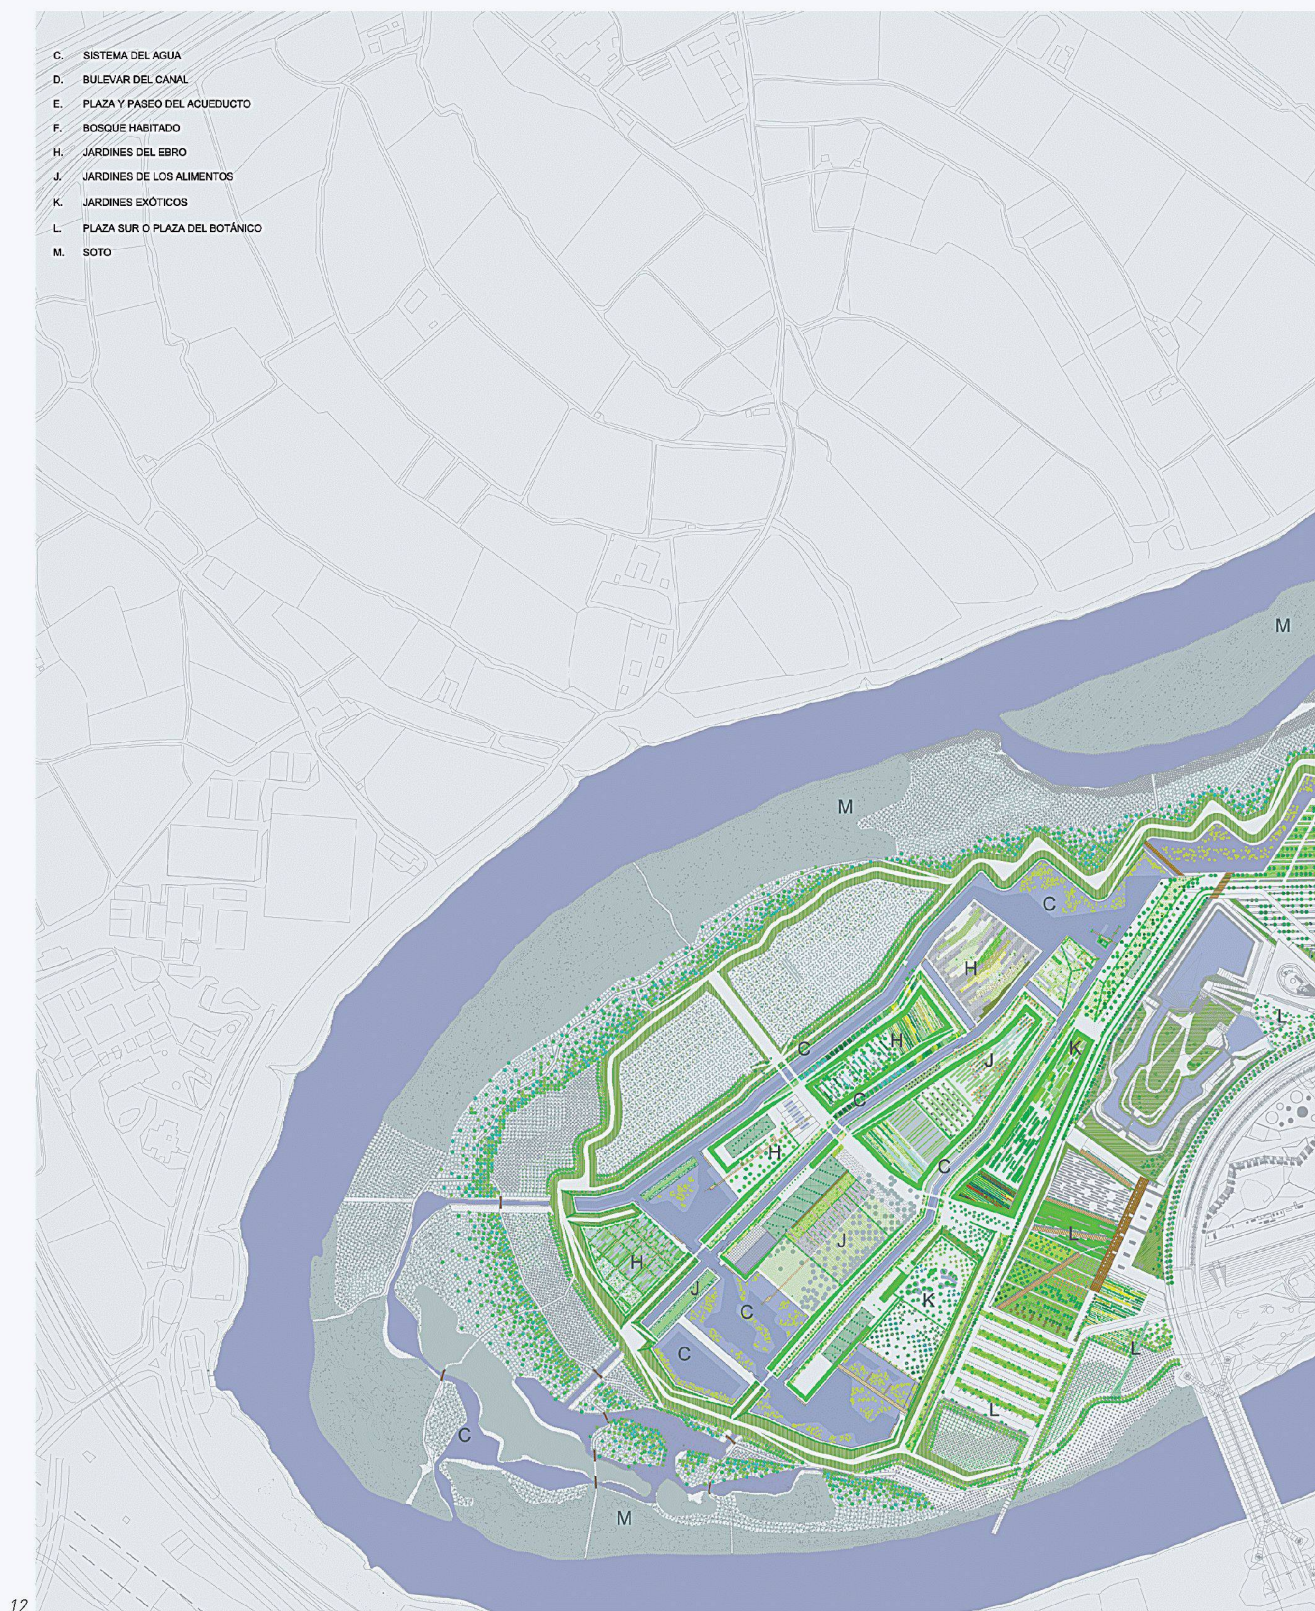 C. SISTEMA DEL AGUA
D. BULEVAR DEL CANAL
E. PLAZA Y PASEO DEL ACUEDUCTO
F. BOSQUE HABITADO
H. JARDINES DEL EBRO
J. JARDINES DE LOS ALIMENTOS
K. JARDINES EXÓTICOS
L. PLAZA SUR O PLAZA DEL BOTÁNICO
M. SOTO
M
M
C
H
L
C
H
K
J
C
H
C
J
L
H
J
K
C
C
L
L
C
M
12